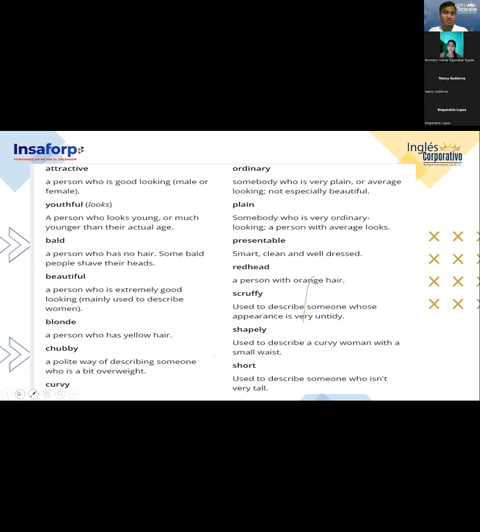 Inglés
Corporativo
Nancy Gutiérrez
Nancy Gutiérrez
Emperatriz Lopez
Emperatriz Lopez
Insaforp
Inglés
Corporativo
attractive
a person who is good looking (male or
female).
youthful (looks)
A person who looks young, or much
younger than their actual age.
bald
a person who has no hair. Some bald
people shave their heads.
beautiful
a person who is extremely good
looking (mainly used to describe
women).
blonde
a person who has yellow hair.
chubby
a polite way of describing someone
who is a bit overweight.
curvy
ordinary
somebody who is very plain, or average
looking; not especially beautiful.
plain
Somebody who is very ordinary-
looking; a person with average looks.
presentable
Smart, clean and well dressed.
redhead
a person with orange hair.
scruffy
Used to describe someone whose
appearance is very untidy.
shapely
Used to describe a curvy woman with a
small waist.
short
Used to describe someone who isn't
very tall.